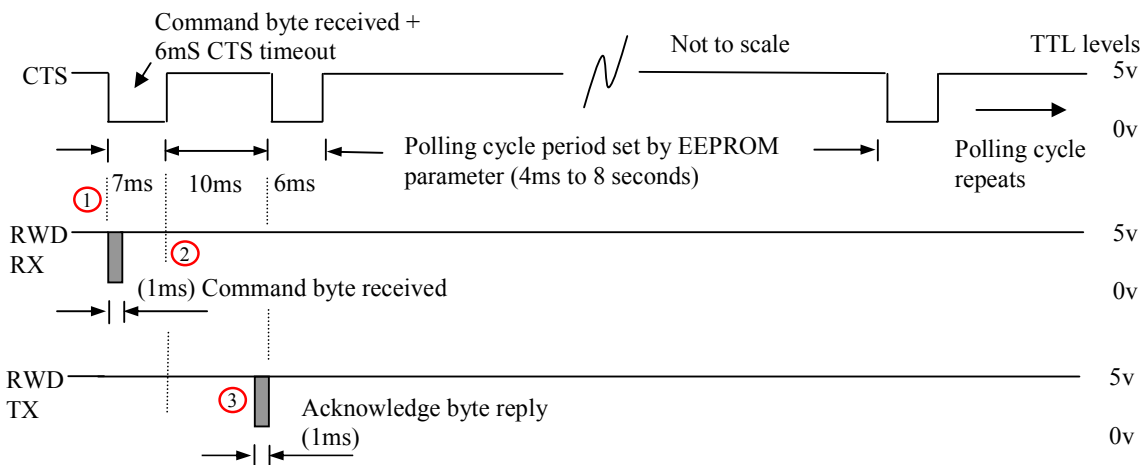 Command byte received +
6mS CTS timeout
Not to scale
TTL levels
CTS
5v
0v
Polling cycle period set by EEPROM
parameter (4ms to 8 seconds)
Polling cycle
repeats
7ms
10ms
6ms
1
RWD
RX
2
5v
(1ms) Command byte received
0v
RWD
TX
5v
3
Acknowledge byte reply
(1ms)
0v